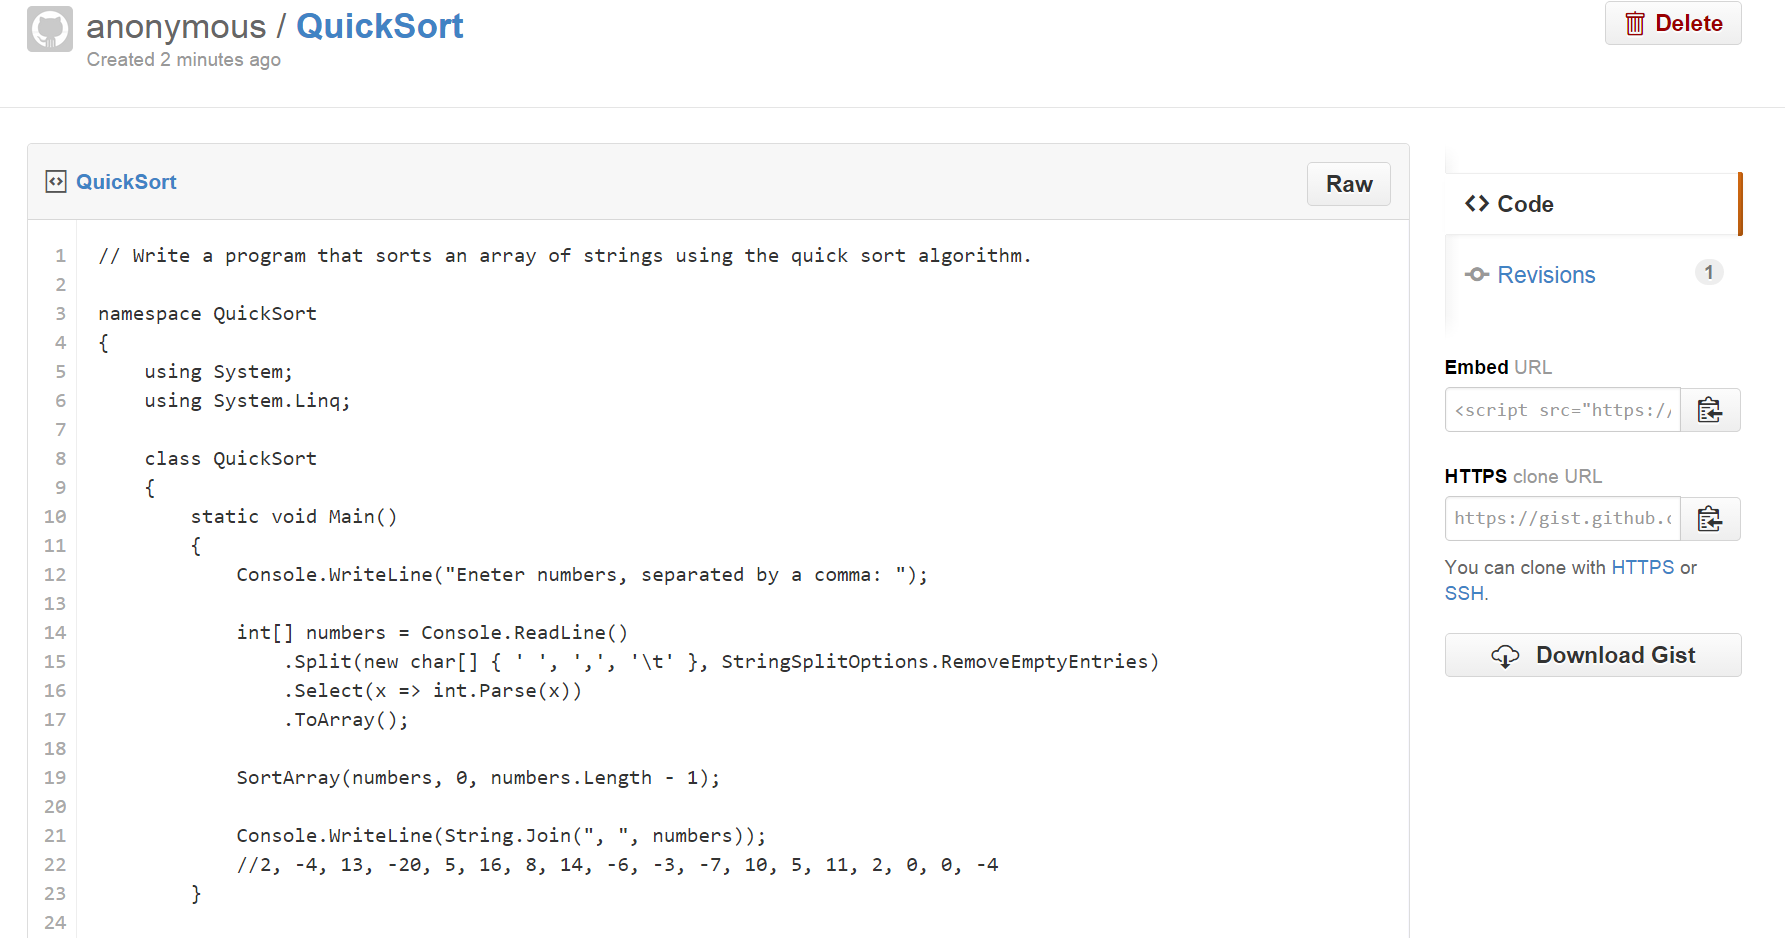 anonymous / QuickSort
Created 2 minutes ago
Delete
QuickSort
Raw
1 // Write a program that sorts an array of strings using the quick sort algorithm.
2
3 namespace QuickSort
4 {
5     using System;
6     using System.Linq;
7
8     class QuickSort
9     {
10         static void Main()
11         {
12             Console.WriteLine("Eneter numbers, separated by a comma: ");
13
14             int[] numbers = Console.ReadLine()
15                 .Split(new char[] { ' ', ',', '\t' }, StringSplitOptions.RemoveEmptyEntries)
16                 .Select(x => int.Parse(x))
17                 .ToArray();
18
19             SortArray(numbers, 0, numbers.Length - 1);
20
21             Console.WriteLine(String.Join(", ", numbers));
22             //2, -4, 13, -20, 5, 16, 8, 14, -6, -3, -7, 10, 5, 11, 2, 0, 0, -4
23         }
24
Code
Revisions 1
Embed URL
<script src="https://
HTTPS clone URL
https://gist.github.c
You can clone with HTTPS or
SSH.
Download Gist